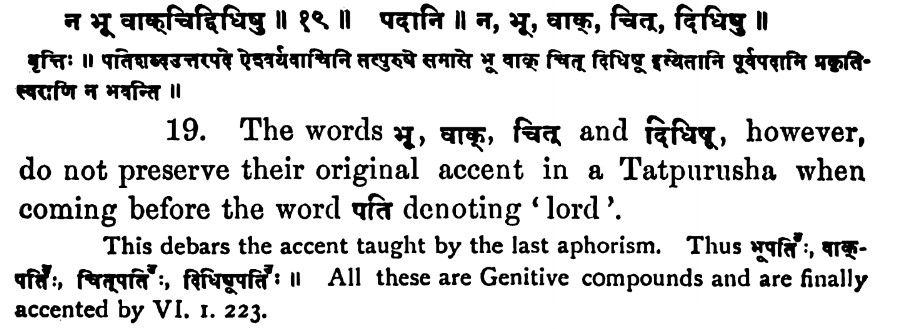 न भू वाक्चिद्दिधिषु ॥ १९ ॥ पदानि ॥ न, भू, वाक्, चित्, दिधिषु ॥
वृत्तिः ॥ पतिशब्दउत्तरपदे ऐश्वर्यवाचिनि तत्पुरुषे समासे भू वाक् चित् दिधिषू इत्येतानि पूर्वपदानि प्रकृति-
स्वराणि न भवन्ति ॥
19. The words भू, वाक्, चित् and दिधिषू, however,
do not preserve their original accent in a Tatpurusha when
coming before the word पति denoting 'lord'.
This debars the accent taught by the last aphorism. Thus भूपतिः॑, वाक्-
पतिः॑, चित्पतिः॑, दिधिषूपतिः॑ ॥ All these are Genitive compounds and are finally
accented by VI. 1. 223.